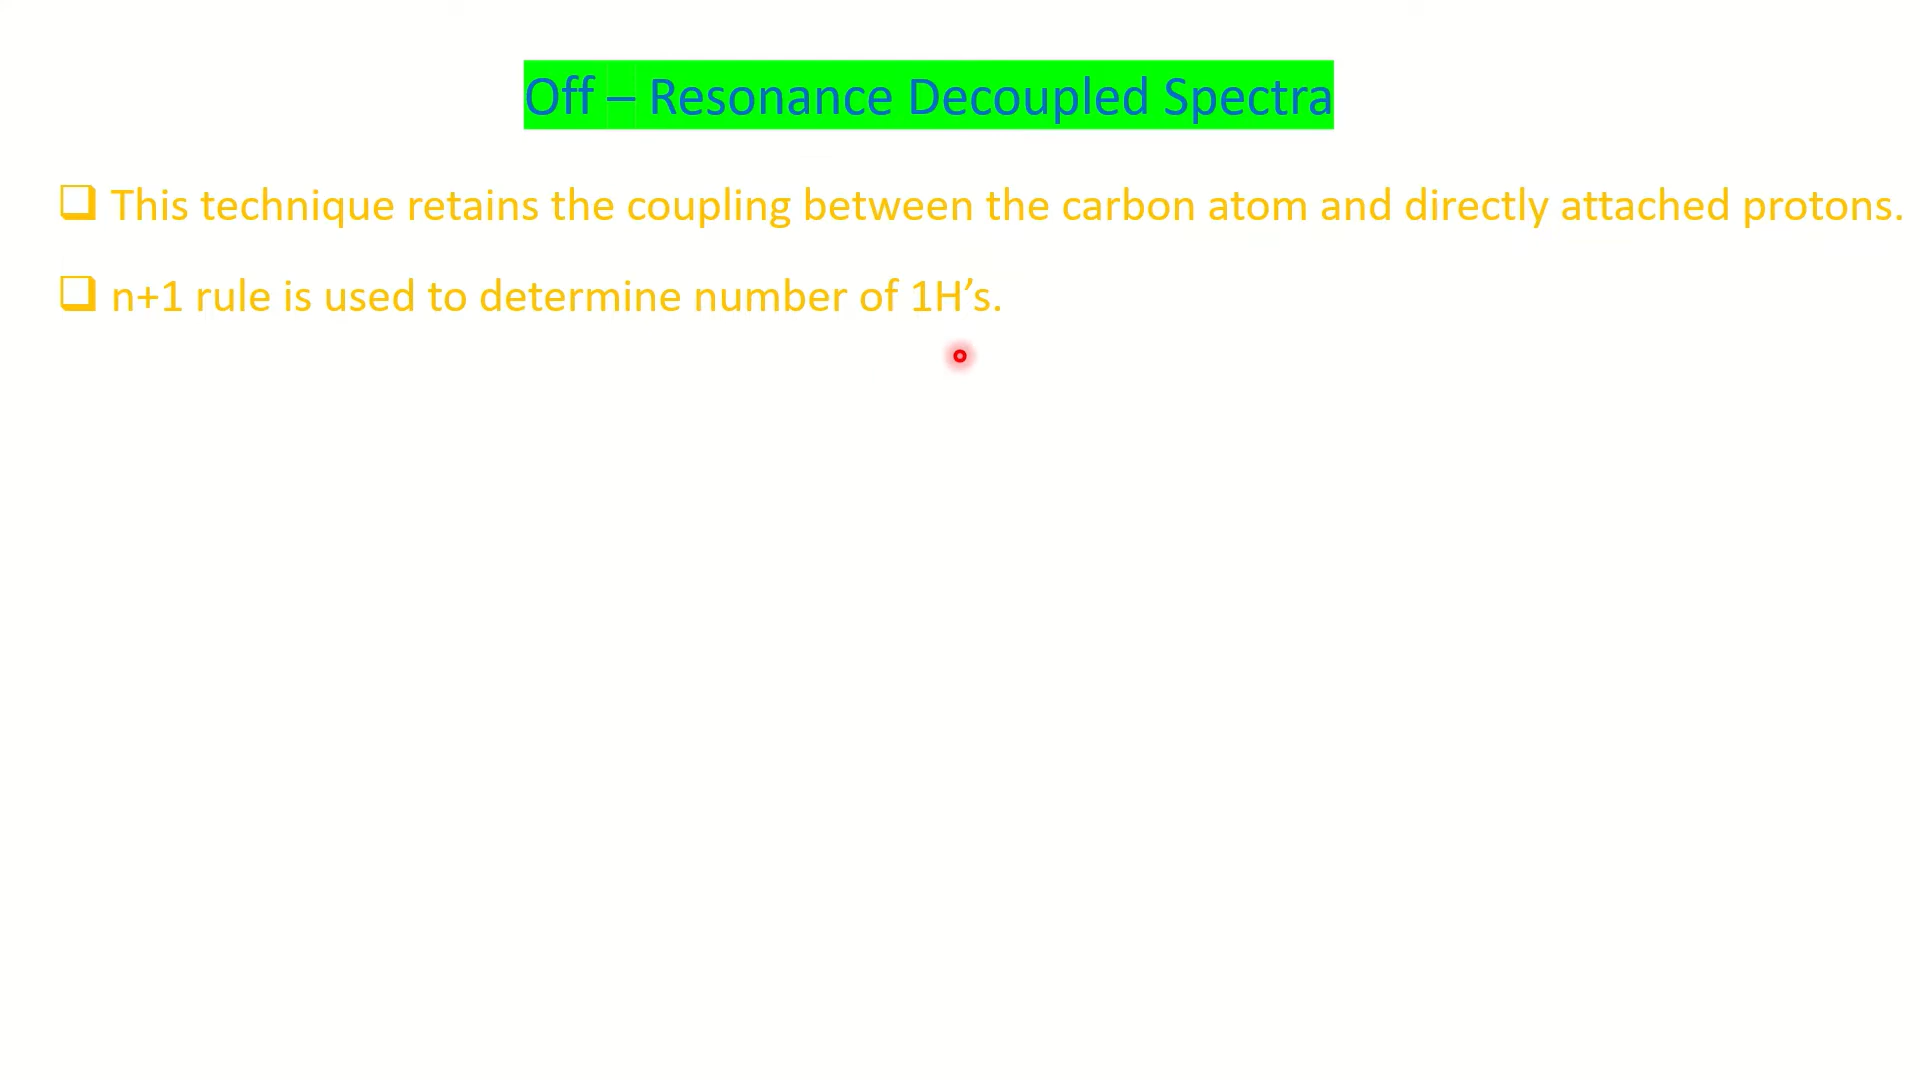 Off – Resonance Decoupled Spectra
❑ This technique retains the coupling between the carbon atom and directly attached protons.
❑ n+1 rule is used to determine number of 1H’s.